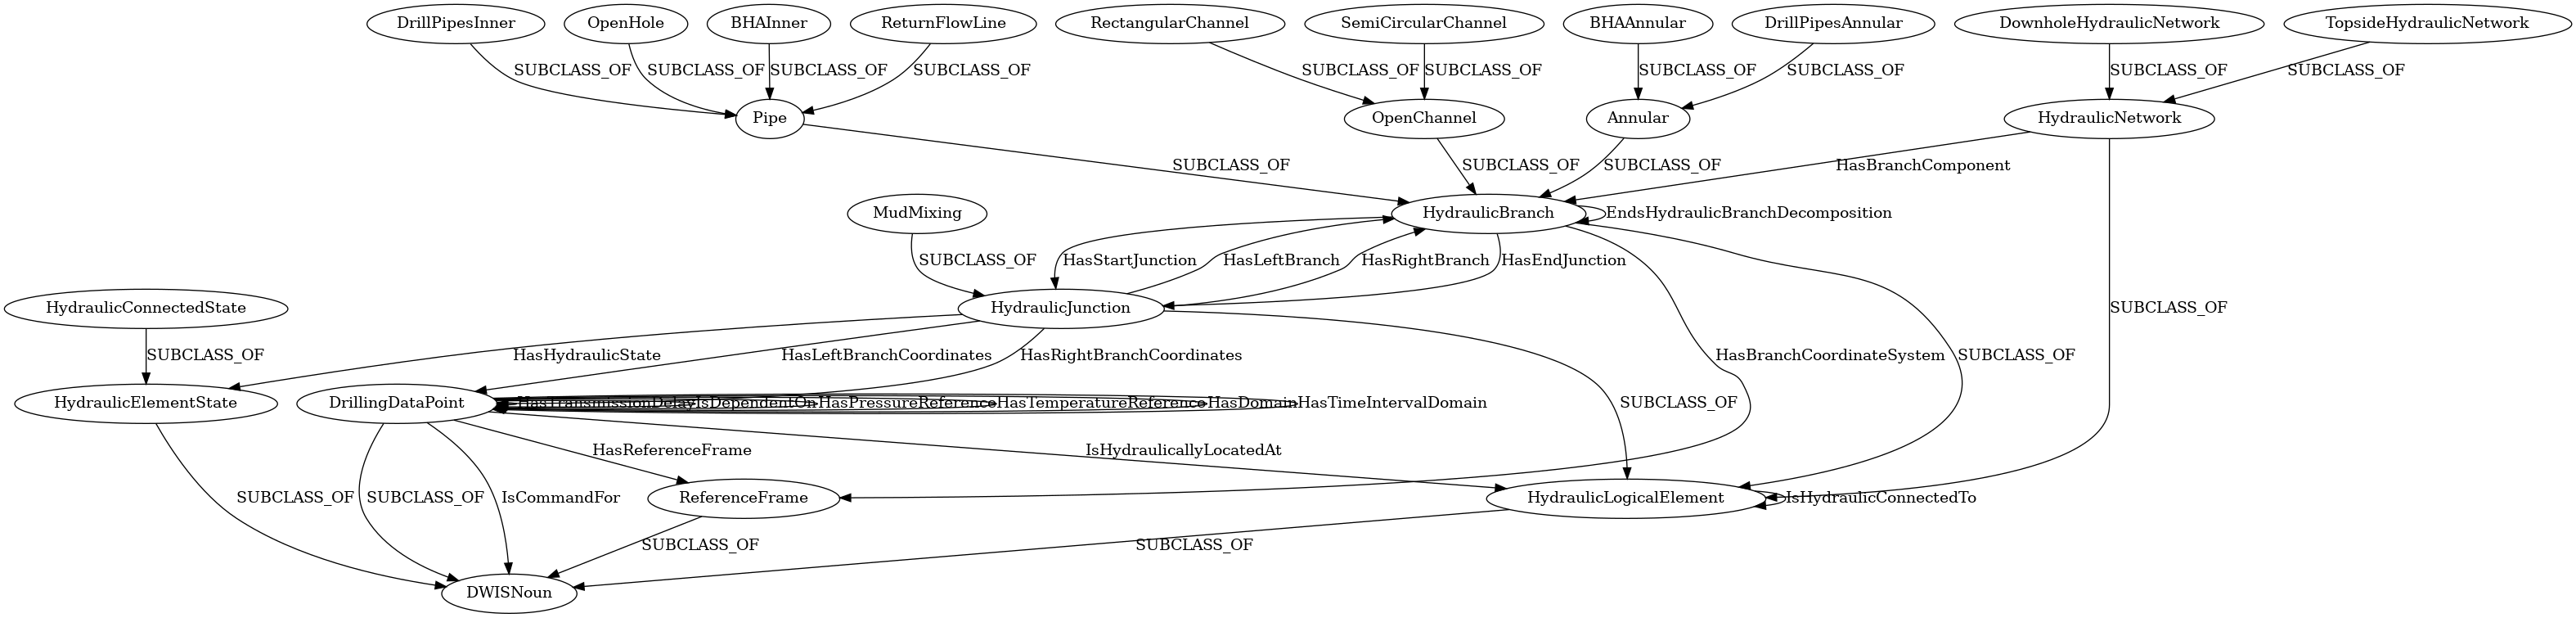 DrillPipesInner
OpenHole
BHAInner
ReturnFlowLine
RectangularChannel
SemiCircularChannel
BHAAnnular
DrillPipesAnnular
DownholeHydraulicNetwork
TopsideHydraulicNetwork
SUBCLASS_OF
SUBCLASS_OF
SUBCLASS_OF
SUBCLASS_OF
SUBCLASS_OF
SUBCLASS_OF
SUBCLASS_OF
SUBCLASS_OF
SUBCLASS_OF
SUBCLASS_OF
Pipe
OpenChannel
Annular
HydraulicNetwork
SUBCLASS_OF
SUBCLASS_OF
SUBCLASS_OF
HasBranchComponent
MudMixing
HydraulicBranch
EndsHydraulicBranchDecomposition
SUBCLASS_OF
HasStartJunction
HasLeftBranch
HasRightBranch
HasEndJunction
HydraulicConnectedState
HydraulicJunction
SUBCLASS_OF
SUBCLASS_OF
HasHydraulicState
HasLeftBranchCoordinates
HasRightBranchCoordinates
HasBranchCoordinateSystem
SUBCLASS_OF
HydraulicElementState
DrillingDataPoint
HasTransmissionDelay
IsDependentOn
HasPressureReference
HasTemperatureReference
HasDomain
HasTimeIntervalDomain
SUBCLASS_OF
HasReferenceFrame
IsHydraulicallyLocatedAt
SUBCLASS_OF
SUBCLASS_OF
IsCommandFor
ReferenceFrame
HydraulicLogicalElement
IsHydraulicConnectedTo
SUBCLASS_OF
SUBCLASS_OF
DWISNoun